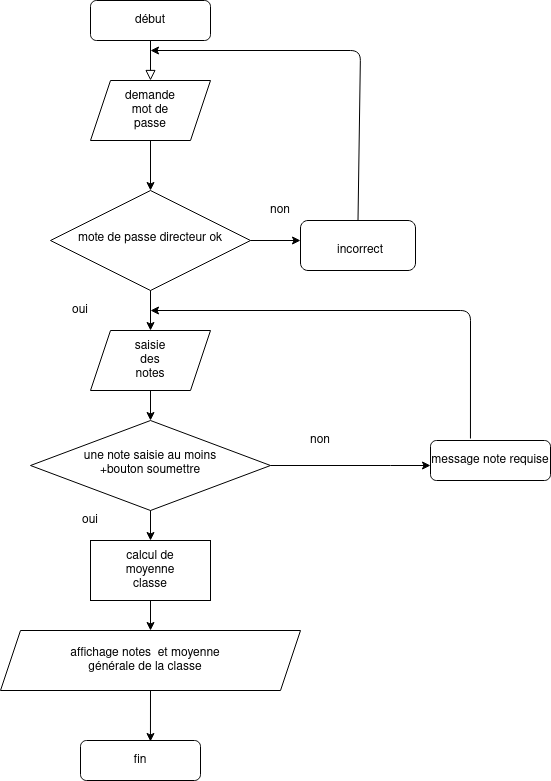 début
demande
mot de
passe
mote de passe directeur ok
non
incorrect
oui
saisie
des
notes
une note saisie au moins
+bouton soumettre
non
message note requise
oui
calcul de
moyenne
classe
affichage notes et moyenne
générale de la classe
fin